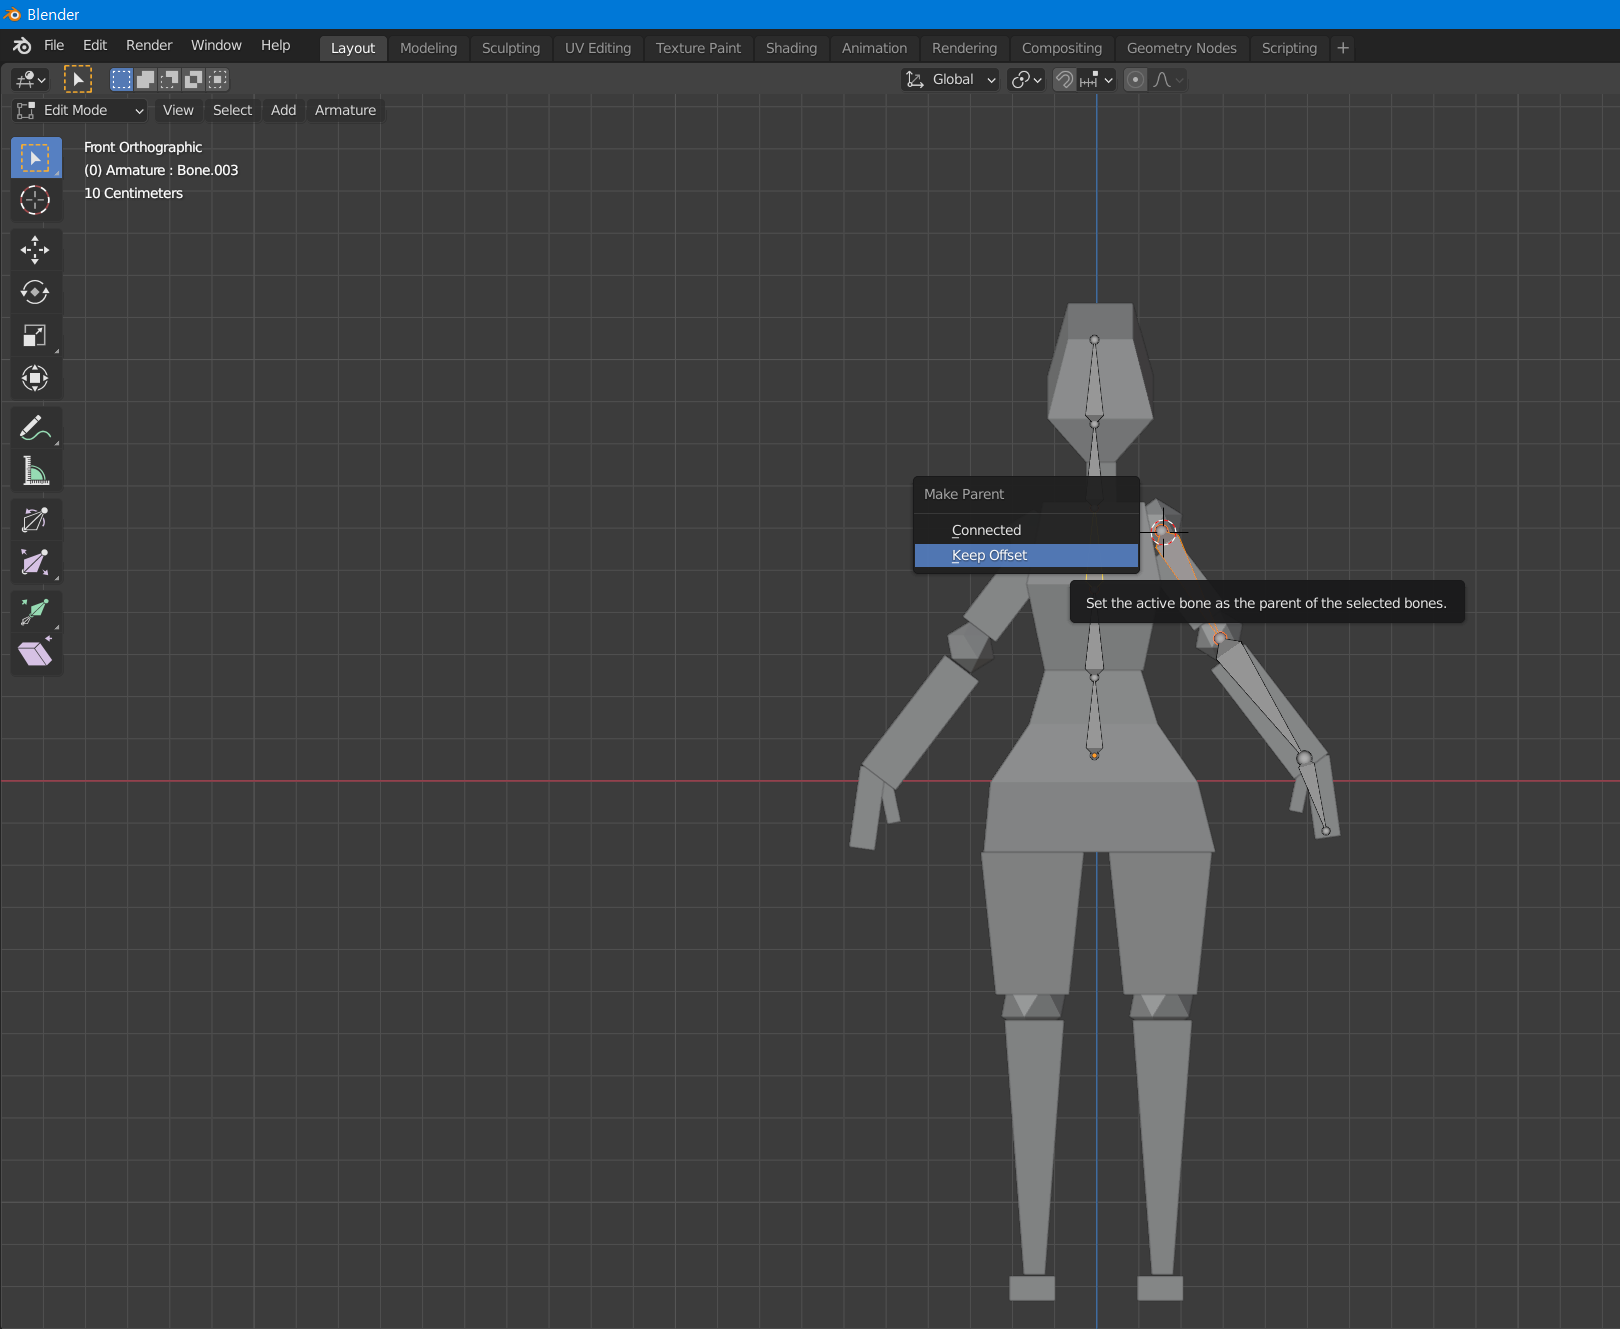 Blender
File Edit Render Window Help Layout Modeling Sculpting UV Editing Texture Paint Shading Animation Rendering Compositing Geometry Nodes Scripting +
Global
Edit Mode View Select Add Armature
Front Orthographic
(0) Armature : Bone.003
10 Centimeters
Make Parent
Connected
Keep Offset
Set the active bone as the parent of the selected bones.